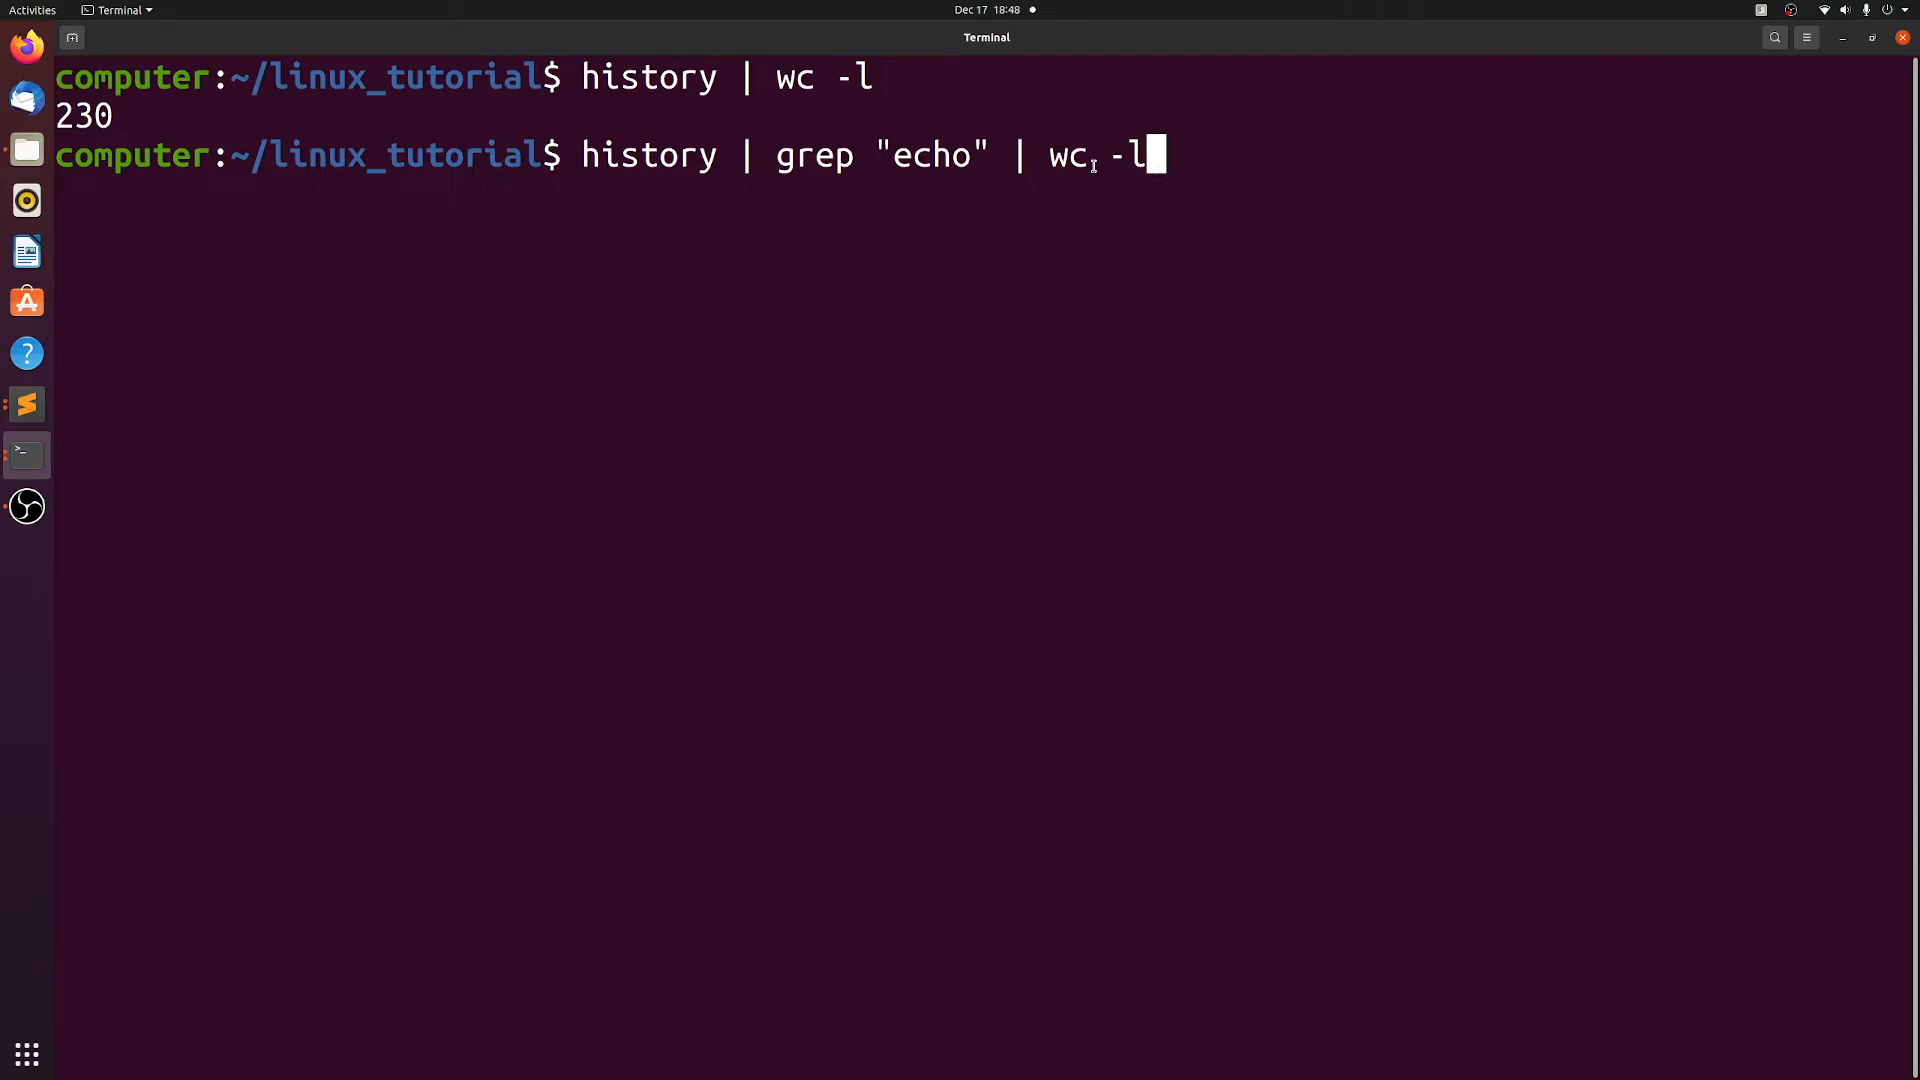 Activities Terminal Dec 17 18:48
Terminal
computer:~/linux_tutorial$ history | wc -l
230
computer:~/linux_tutorial$ history | grep "echo" | wc -l